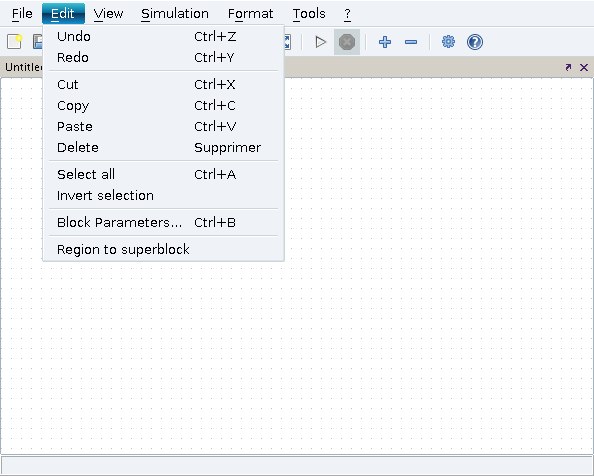 File Edit View Simulation Format Tools ?
Undo Ctrl+Z
Redo Ctrl+Y
Untitle
Cut Ctrl+X
Copy Ctrl+C
Paste Ctrl+V
Delete Supprimer
Select all Ctrl+A
Invert selection
Block Parameters... Ctrl+B
Region to superblock